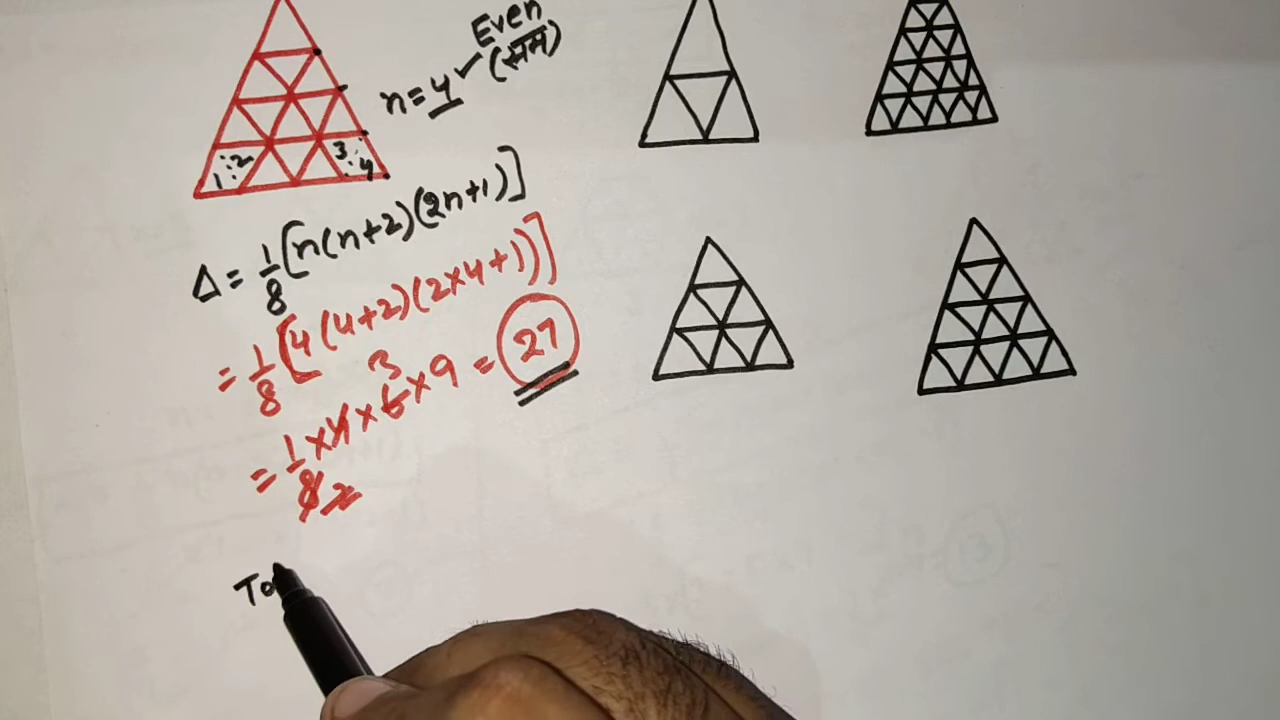 Even
(सम)
n = 4 ✓
1 2 3 4
Δ = 1/8 [n(n+2)(2n+1)]
= 1/8 [4(4+2)(2×4+1)]
= 1/8 2 × 4 × 6 3 × 9 = 27
To